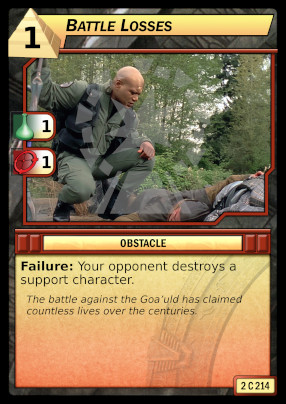 1
BATTLE LOSSES
1
1
OBSTACLE
Failure: Your opponent destroys a
support character.
The battle against the Goa'uld has claimed
countless lives over the centuries.
2 C 214